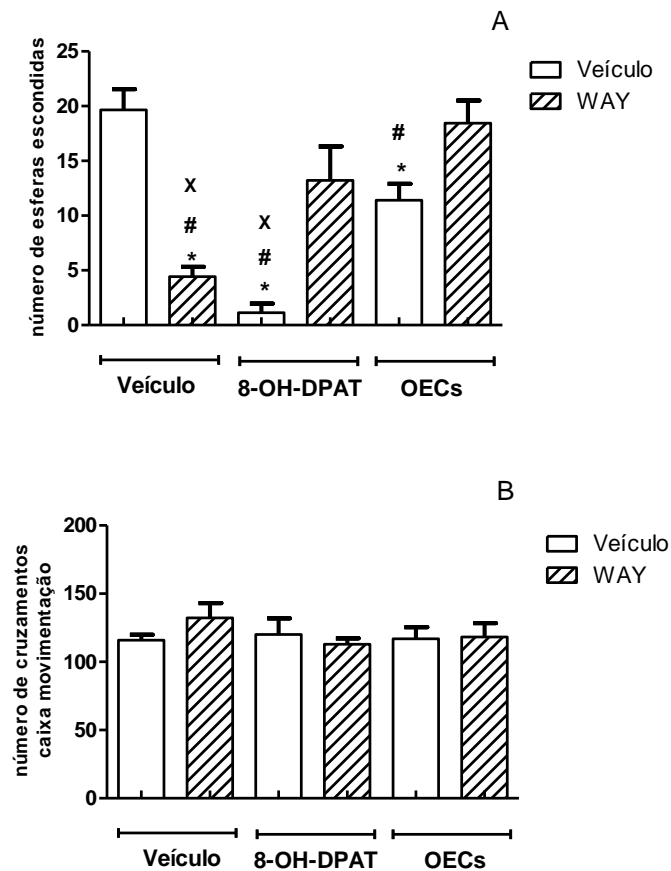 A
Veículo
WAY
número de esferas escondidas
25
20
15
10
5
0
X
#
*
X
#
*
#
*
Veículo
8-OH-DPAT
OECs
B
Veículo
WAY
número de cruzamentos
caixa movimentação
200
150
100
50
0
Veículo
8-OH-DPAT
OECs